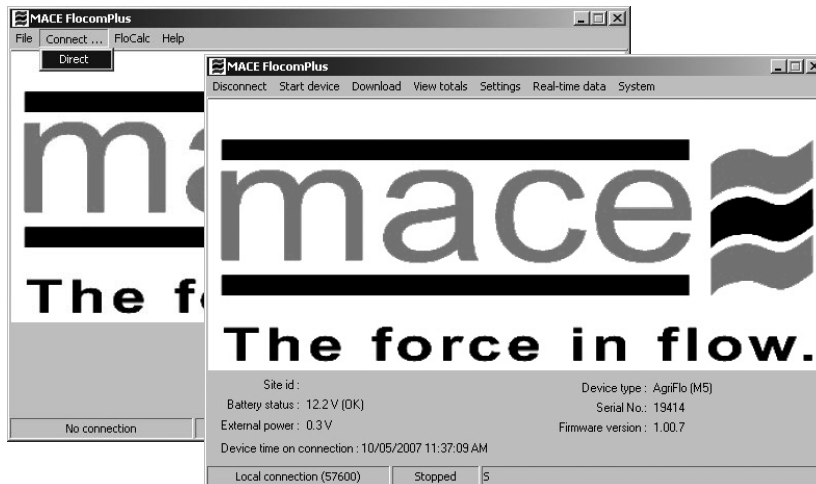 MACE FlocomPlus
File Connect ... FloCalc Help
Direct
ma
The f
No connection
MACE FlocomPlus
Disconnect Start device Download View totals Settings Real-time data System
mace
The force in flow.
Site id :
Battery status : 12.2 V (OK)
External power : 0.3 V
Device time on connection : 10/05/2007 11:37:09 AM
Device type : AgriFlo (M5)
Serial No.: 19414
Firmware version : 1.00.7
Local connection (57600) Stopped S